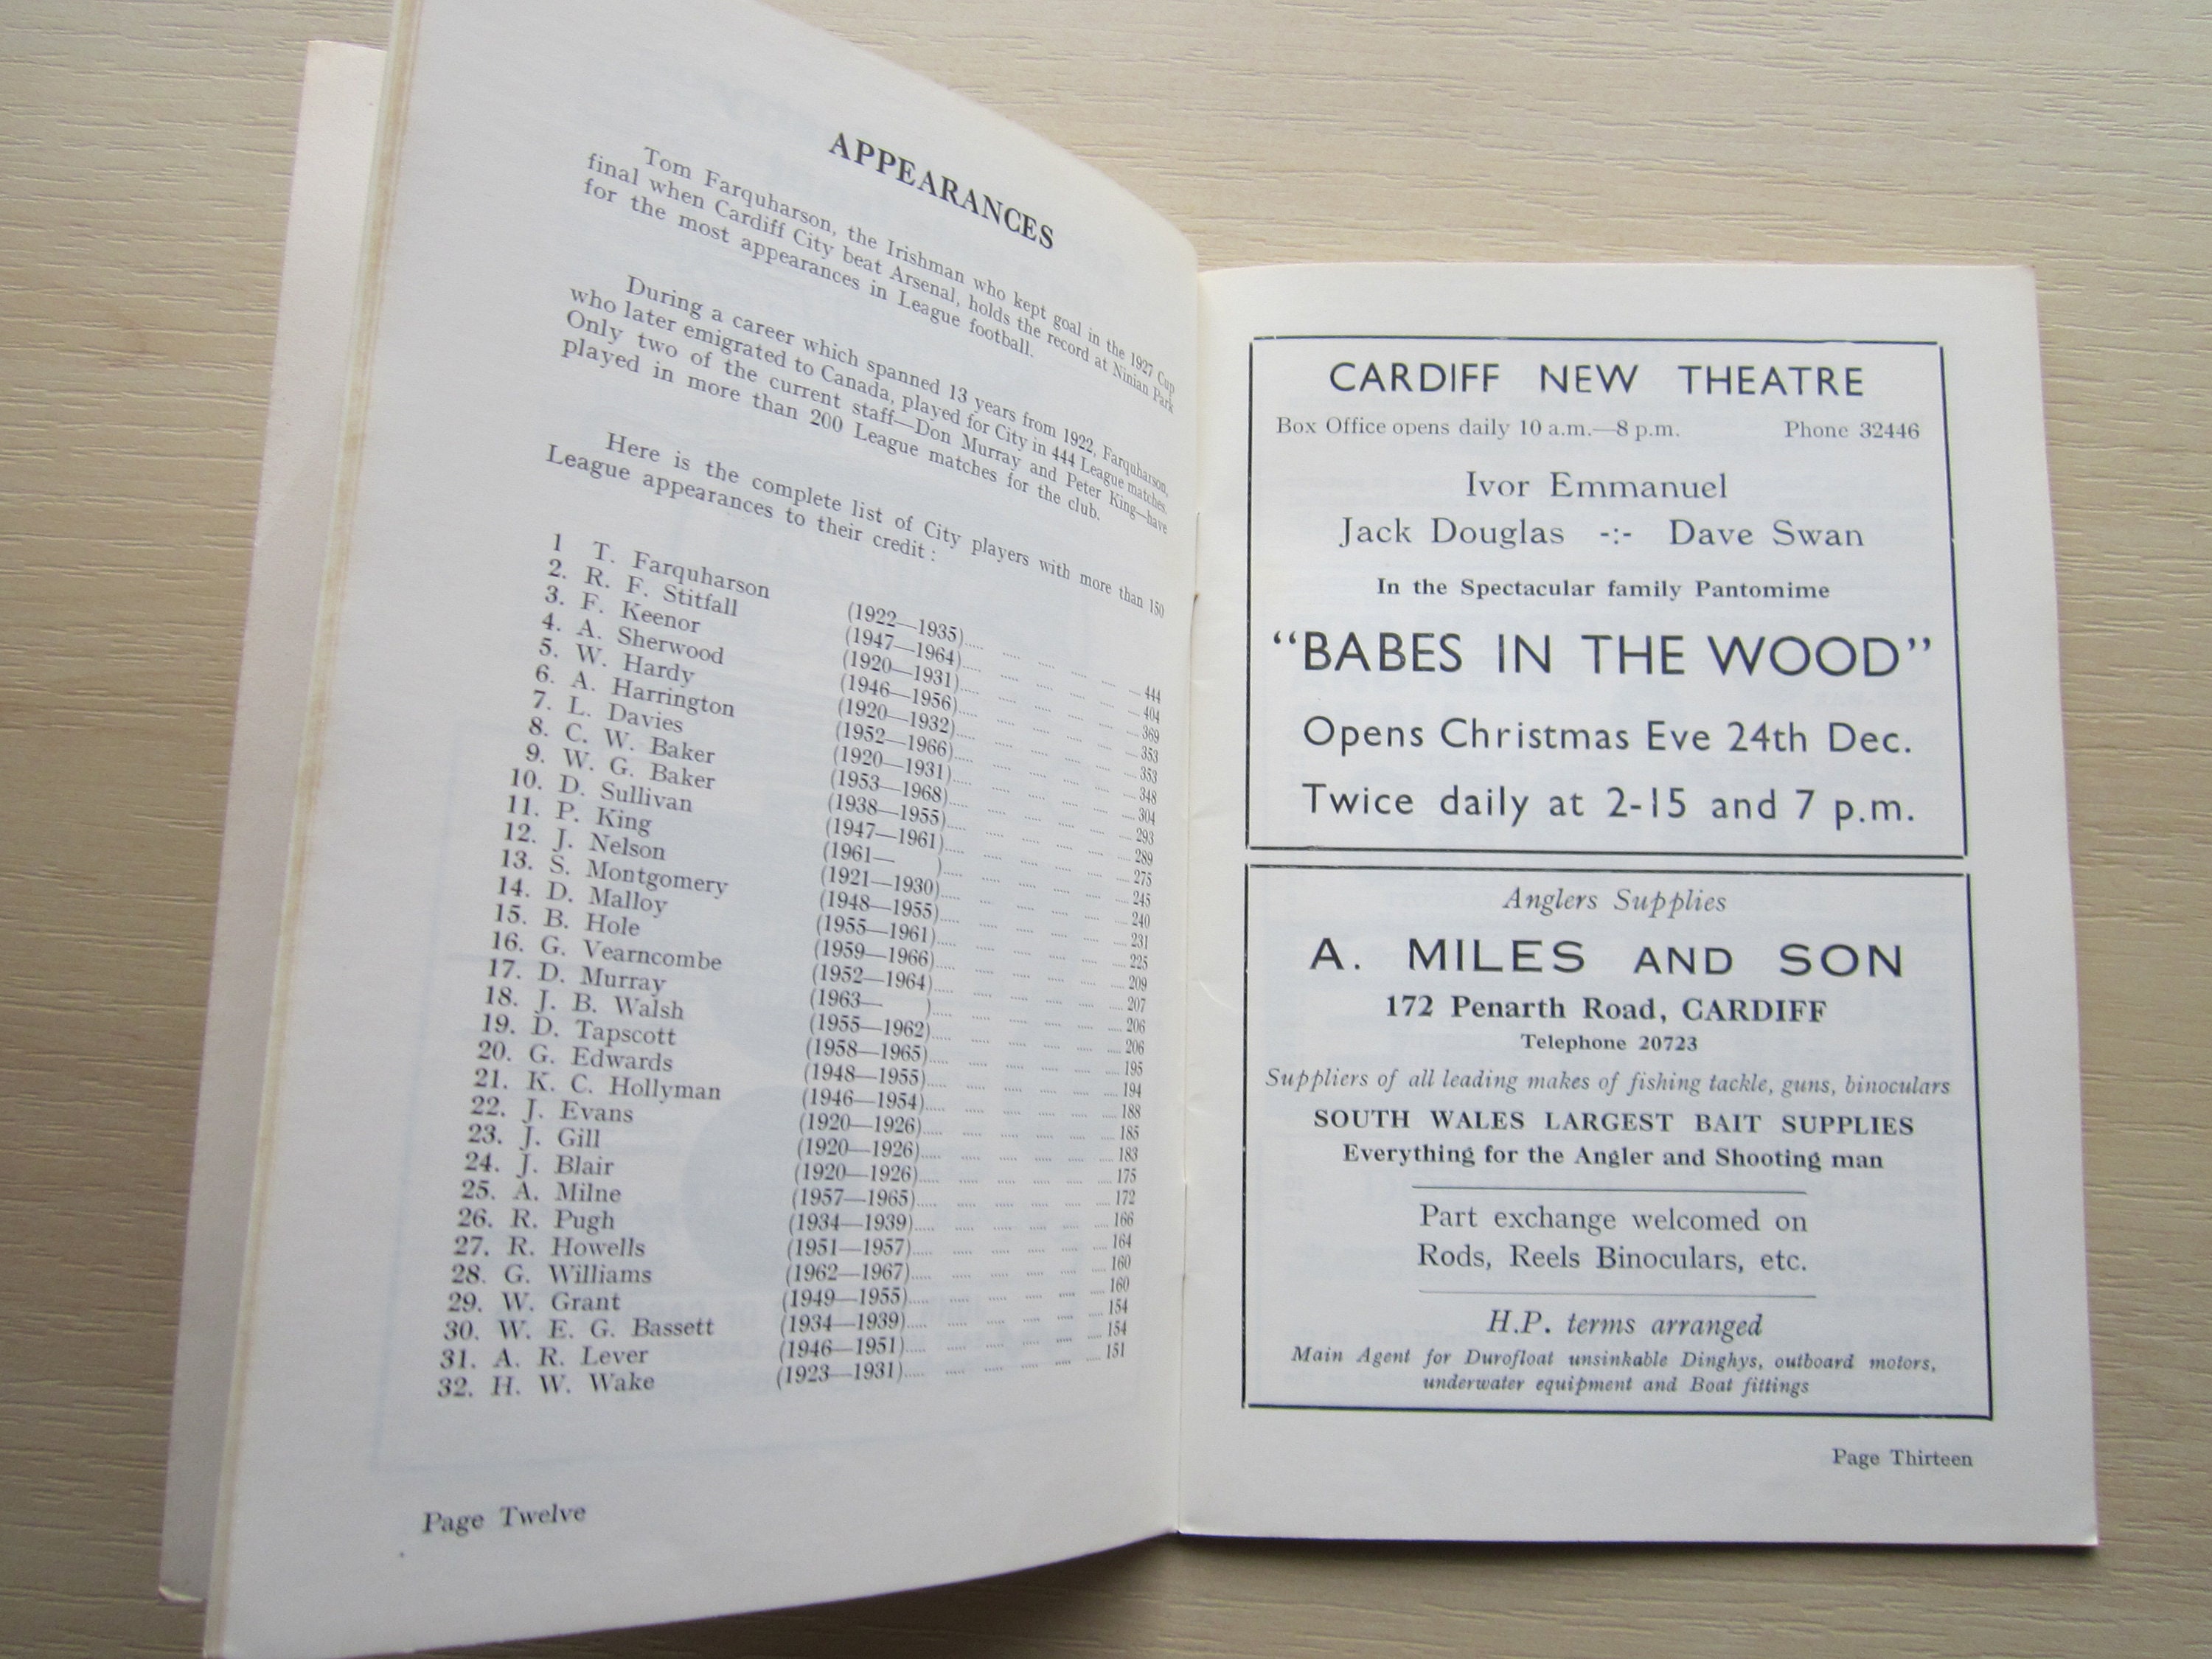 APPEARANCES
Tom Farquharson, the Irishman who kept goal in the 1927 Cup
final when Cardiff City beat Arsenal, holds the record at Ninian Park
for the most appearances in League football.
During a career which spanned 13 years from 1922, Farquharson,
who later emigrated to Canada, played for City in 444 League matches.
Only two of the current staff—Don Murray and Peter King—have
played in more than 200 League matches for the club.
Here is the complete list of City players with more than 150
League appearances to their credit :
1 T. Farquharson (1922—1935) 444
2. R. F. Stitfall (1947—1964) 404
3. F. Keenor (1920—1931) 369
4. A. Sherwood (1946—1956) 353
5. W. Hardy (1920—1932) 353
6. A. Harrington (1952—1966) 348
7. L. Davies (1920—1931) 304
8. C. W. Baker (1953—1968) 293
9. W. G. Baker (1938—1955) 289
10. D. Sullivan (1947—1961) 275
11. P. King (1961— ) 245
12. J. Nelson (1921—1930) 240
13. S. Montgomery (1948—1955) 231
14. D. Malloy (1955—1961) 225
15. B. Hole (1959—1966) 209
16. G. Vearncombe (1952—1964) 207
17. D. Murray (1963— ) 206
18. J. B. Walsh (1955—1962) 206
19. D. Tapscott (1958—1965) 195
20. G. Edwards (1948—1955) 194
21. K. C. Hollyman (1946—1954) 188
22. J. Evans (1920—1926) 185
23. J. Gill (1920—1926) 183
24. J. Blair (1920—1926) 175
25. A. Milne (1957—1965) 172
26. R. Pugh (1934—1939) 166
27. R. Howells (1951—1957) 164
28. G. Williams (1962—1967) 160
29. W. Grant (1949—1955) 160
30. W. E. G. Bassett (1934—1939) 154
31. A. R. Lever (1946—1951) 154
32. H. W. Wake (1923—1931) 151
Page Twelve
CARDIFF NEW THEATRE
Box Office opens daily 10 a.m.—8 p.m. Phone 32446
Ivor Emmanuel
Jack Douglas -:- Dave Swan
In the Spectacular family Pantomime
“BABES IN THE WOOD”
Opens Christmas Eve 24th Dec.
Twice daily at 2-15 and 7 p.m.
Anglers Supplies
A. MILES AND SON
172 Penarth Road, CARDIFF
Telephone 20723
Suppliers of all leading makes of fishing tackle, guns, binoculars
SOUTH WALES LARGEST BAIT SUPPLIES
Everything for the Angler and Shooting man
Part exchange welcomed on
Rods, Reels Binoculars, etc.
H.P. terms arranged
Main Agent for Durofloat unsinkable Dinghys, outboard motors,
underwater equipment and Boat fittings
Page Thirteen